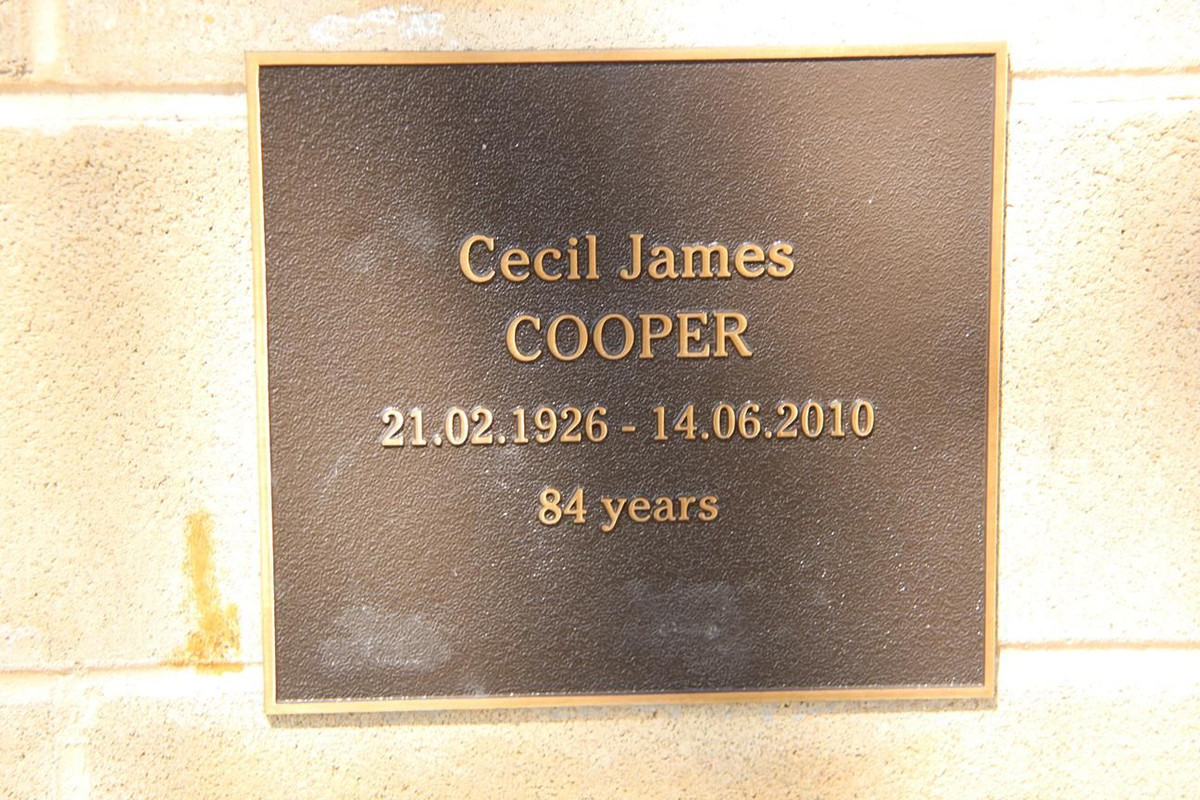 Cecil James
COOPER
21.02.1926 - 14.06.2010
84 years